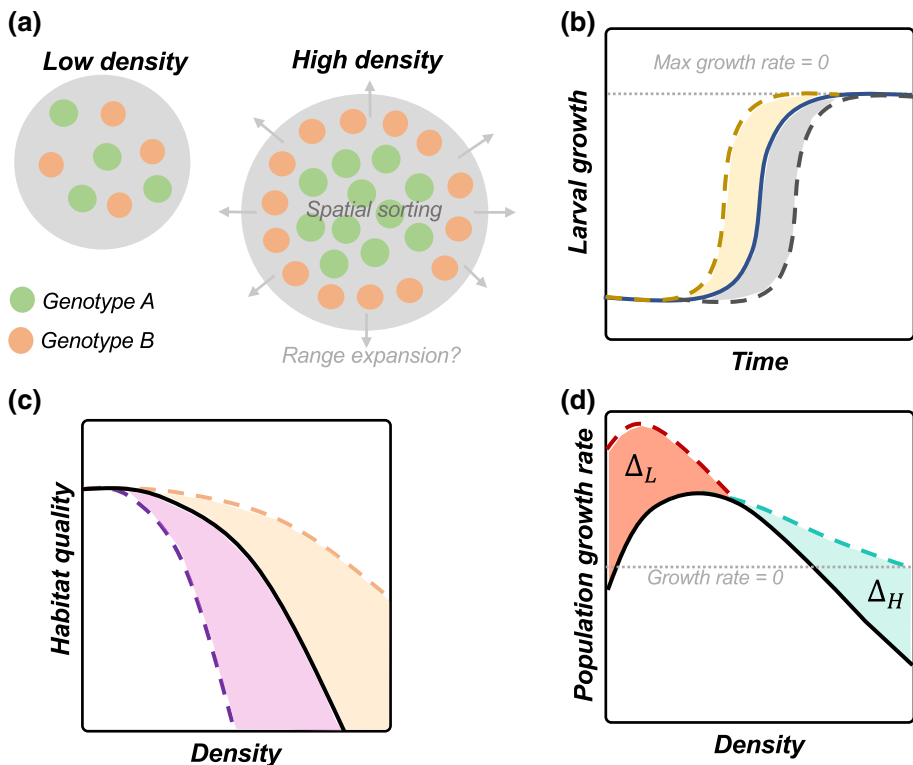 (a)
Low density
High density
Spatial sorting
Genotype A
Genotype B
Range expansion?
(b)
Max growth rate = 0
Larval growth
Time
(c)
Habitat quality
Density
(d)
Population growth rate
Δ_L
Growth rate = 0
Δ_H
Density